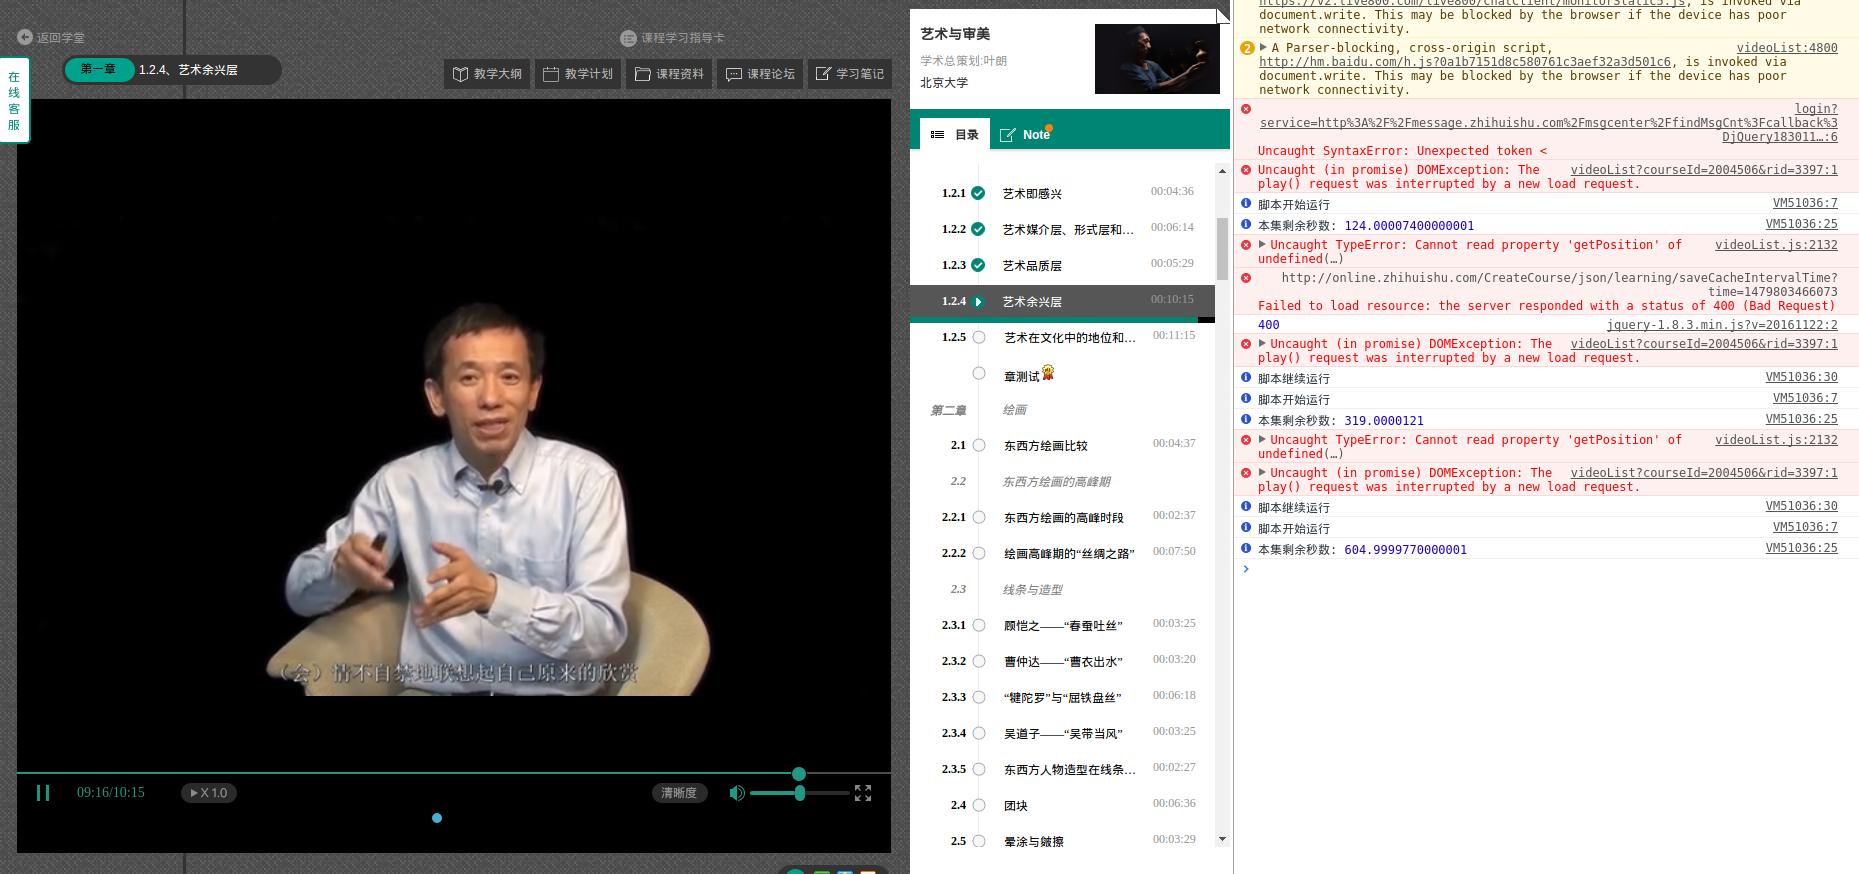 返回学堂
课程学习指导卡
第一章
1.2.4、艺术余兴层
教学大纲
教学计划
课程资料
课程论坛
学习笔记
在线客服
（会）情不自禁地联想起自己原来的欣赏
09:16/10:15
X 1.0
清晰度
艺术与审美
学术总策划:叶朗
北京大学
目录
Note
1.2.1 艺术即感兴 00:04:36
1.2.2 艺术媒介层、形式层和... 00:06:14
1.2.3 艺术品质层 00:05:29
1.2.4 艺术余兴层 00:10:15
1.2.5 艺术在文化中的地位和... 00:11:15
章测试
第二章 绘画
2.1 东西方绘画比较 00:04:37
2.2 东西方绘画的高峰期
2.2.1 东西方绘画的高峰时段 00:02:37
2.2.2 绘画高峰期的“丝绸之路” 00:07:50
2.3 线条与造型
2.3.1 顾恺之——“春蚕吐丝” 00:03:25
2.3.2 曹仲达——“曹衣出水” 00:03:20
2.3.3 “犍陀罗”与“屈铁盘丝” 00:06:18
2.3.4 吴道子——“吴带当风” 00:03:25
2.3.5 东西方人物造型在线条... 00:02:27
2.4 团块 00:06:36
2.5 晕涂与皴擦 00:03:29
https://v2.live800.com/live800/chatClient/monitorStatic5.js, is invoked via
document.write. This may be blocked by the browser if the device has poor
network connectivity.
2 A Parser-blocking, cross-origin script, videoList:4800
http://hm.baidu.com/h.js?0a1b7151d8c580761c3aef32a3d501c6, is invoked via
document.write. This may be blocked by the browser if the device has poor
network connectivity.
login?
service=http%3A%2F%2Fmessage.zhihuishu.com%2Fmsgcenter%2FfindMsgCnt%3Fcallback%3
DjQuery183011…:6
Uncaught SyntaxError: Unexpected token <
Uncaught (in promise) DOMException: The videoList?courseId=2004506&rid=3397:1
play() request was interrupted by a new load request.
脚本开始运行 VM51036:7
本集剩余秒数: 124.00007400000001 VM51036:25
Uncaught TypeError: Cannot read property 'getPosition' of videoList.js:2132
undefined(…)
http://online.zhihuishu.com/CreateCourse/json/learning/saveCacheIntervalTime?
time=1479803466073
Failed to load resource: the server responded with a status of 400 (Bad Request)
400 jquery-1.8.3.min.js?v=20161122:2
Uncaught (in promise) DOMException: The videoList?courseId=2004506&rid=3397:1
play() request was interrupted by a new load request.
脚本继续运行 VM51036:30
脚本开始运行 VM51036:7
本集剩余秒数: 319.0000121 VM51036:25
Uncaught TypeError: Cannot read property 'getPosition' of videoList.js:2132
undefined(…)
Uncaught (in promise) DOMException: The videoList?courseId=2004506&rid=3397:1
play() request was interrupted by a new load request.
脚本继续运行 VM51036:30
脚本开始运行 VM51036:7
本集剩余秒数: 604.9999770000001 VM51036:25